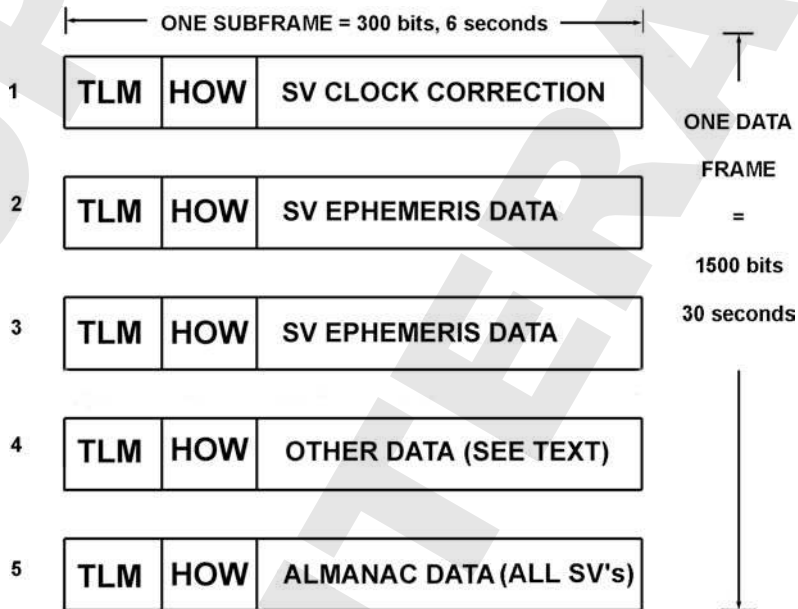 ONE SUBFRAME = 300 bits, 6 seconds
1 TLM HOW SV CLOCK CORRECTION
2 TLM HOW SV EPHEMERIS DATA
3 TLM HOW SV EPHEMERIS DATA
4 TLM HOW OTHER DATA (SEE TEXT)
5 TLM HOW ALMANAC DATA (ALL SV's)
ONE DATA
FRAME
=
1500 bits
30 seconds